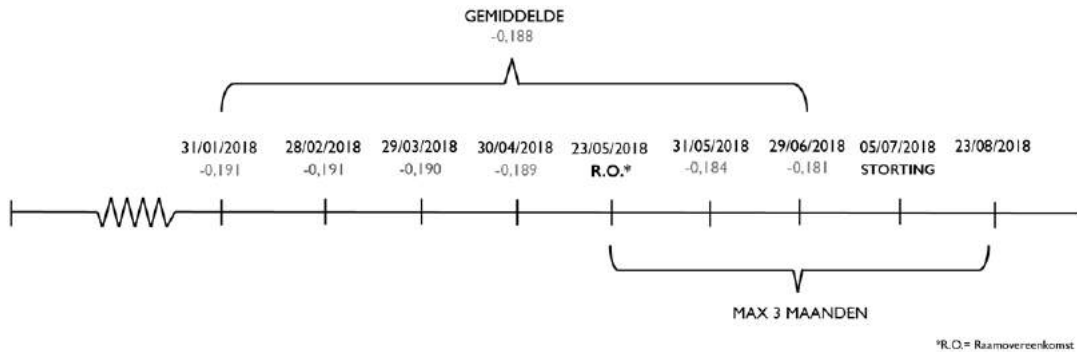 GEMIDDELDE
-0,188
31/01/2018 28/02/2018 29/03/2018 30/04/2018 23/05/2018 31/05/2018 29/06/2018 05/07/2018 23/08/2018
-0,191 -0,191 -0,190 -0,189 R.O.* -0,184 -0,181 STORTING
MAX 3 MAANDEN
*R.O.= Raamovereenkomst